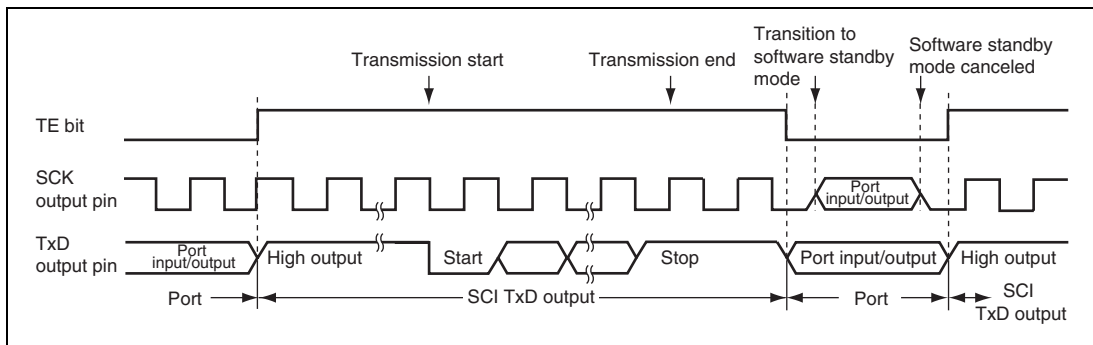 Transition to
software standby
mode
Software standby
mode canceled
Transmission start
Transmission end
TE bit
SCK
output pin
Port
input/output
TxD
output pin
Port
input/output
High output
Start
Stop
Port input/output
High output
Port
SCI TxD output
Port
SCI
TxD output